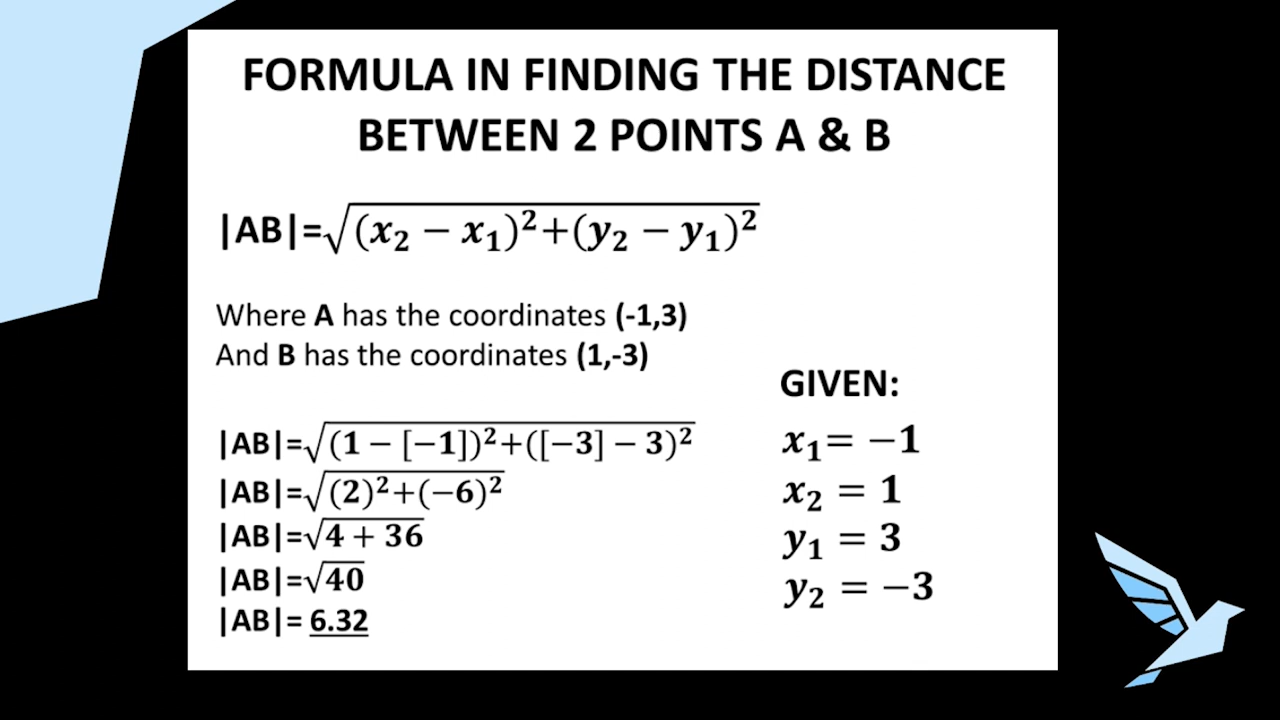 FORMULA IN FINDING THE DISTANCE
BETWEEN 2 POINTS A & B
|AB|=√(x₂ − x₁)²+(y₂ − y₁)²
Where A has the coordinates (-1,3)
And B has the coordinates (1,-3)
|AB|=√(1 − [−1])²+([−3] − 3)²
|AB|=√(2)²+(−6)²
|AB|=√4 + 36
|AB|=√40
|AB|= 6.32
GIVEN:
x₁= −1
x₂ = 1
y₁ = 3
y₂ = −3